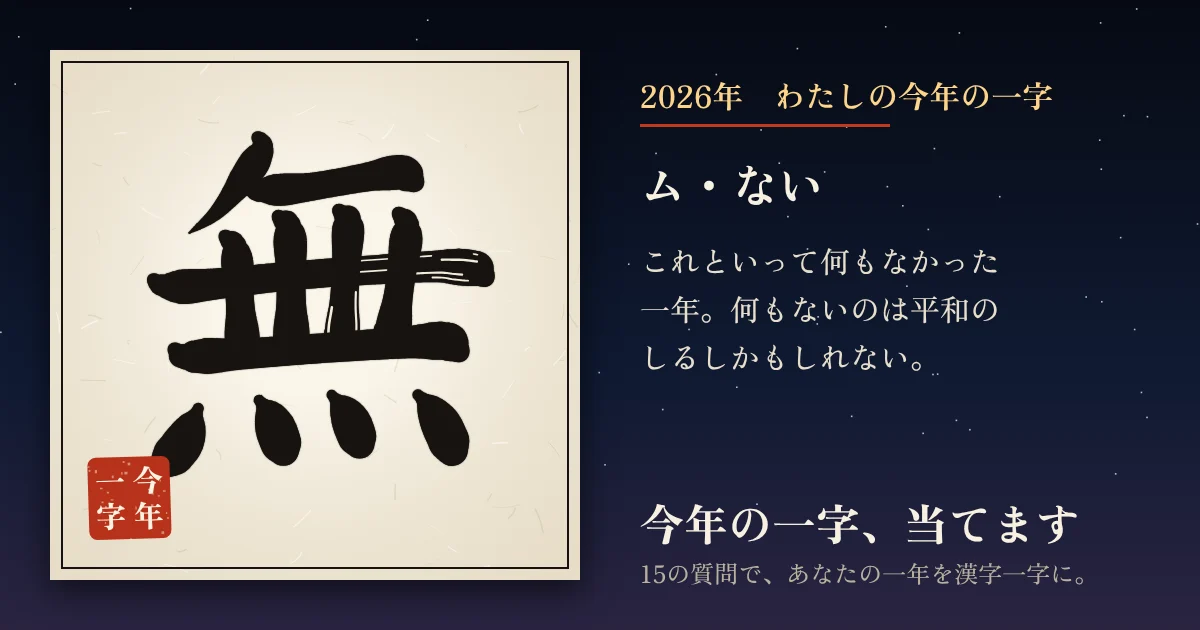 無
今年
一字
2026年　わたしの今年の一字
ム・ない
これといって何もなかった
一年。何もないのは平和の
しるしかもしれない。
今年の一字、当てます
15の質問で、あなたの一年を漢字一字に。